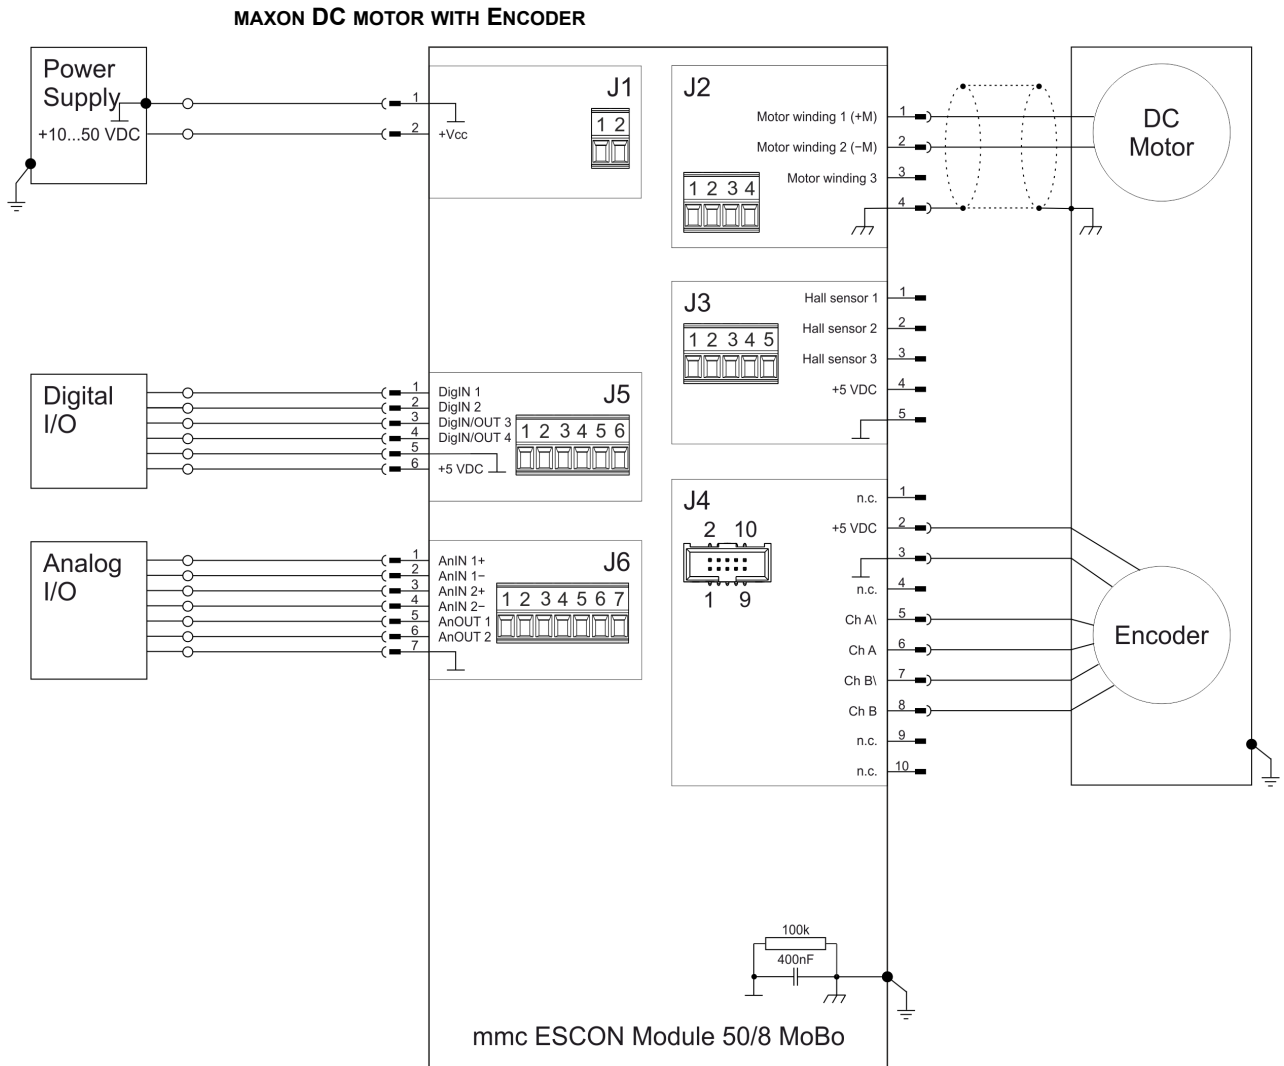 MAXON DC MOTOR WITH ENCODER
Power
Supply
+10...50 VDC
1
2
+Vcc
J1
1 2
J2
Motor winding 1 (+M)
1
Motor winding 2 (−M)
2
Motor winding 3
3
4
1 2 3 4
DC
Motor
J3
Hall sensor 1
1
Hall sensor 2
2
Hall sensor 3
3
+5 VDC
4
5
1 2 3 4 5
Digital
I/O
1
DigIN 1
2
DigIN 2
3
DigIN/OUT 3
4
DigIN/OUT 4
5
6
+5 VDC
J5
1 2 3 4 5 6
J4
2 10
1 9
n.c.
1
+5 VDC
2
3
n.c.
4
Ch A\
5
Ch A
6
Ch B\
7
Ch B
8
n.c.
9
n.c.
10
Encoder
Analog
I/O
1
AnIN 1+
2
AnIN 1−
3
AnIN 2+
4
AnIN 2−
5
AnOUT 1
6
AnOUT 2
7
J6
1 2 3 4 5 6 7
100k
400nF
mmc ESCON Module 50/8 MoBo